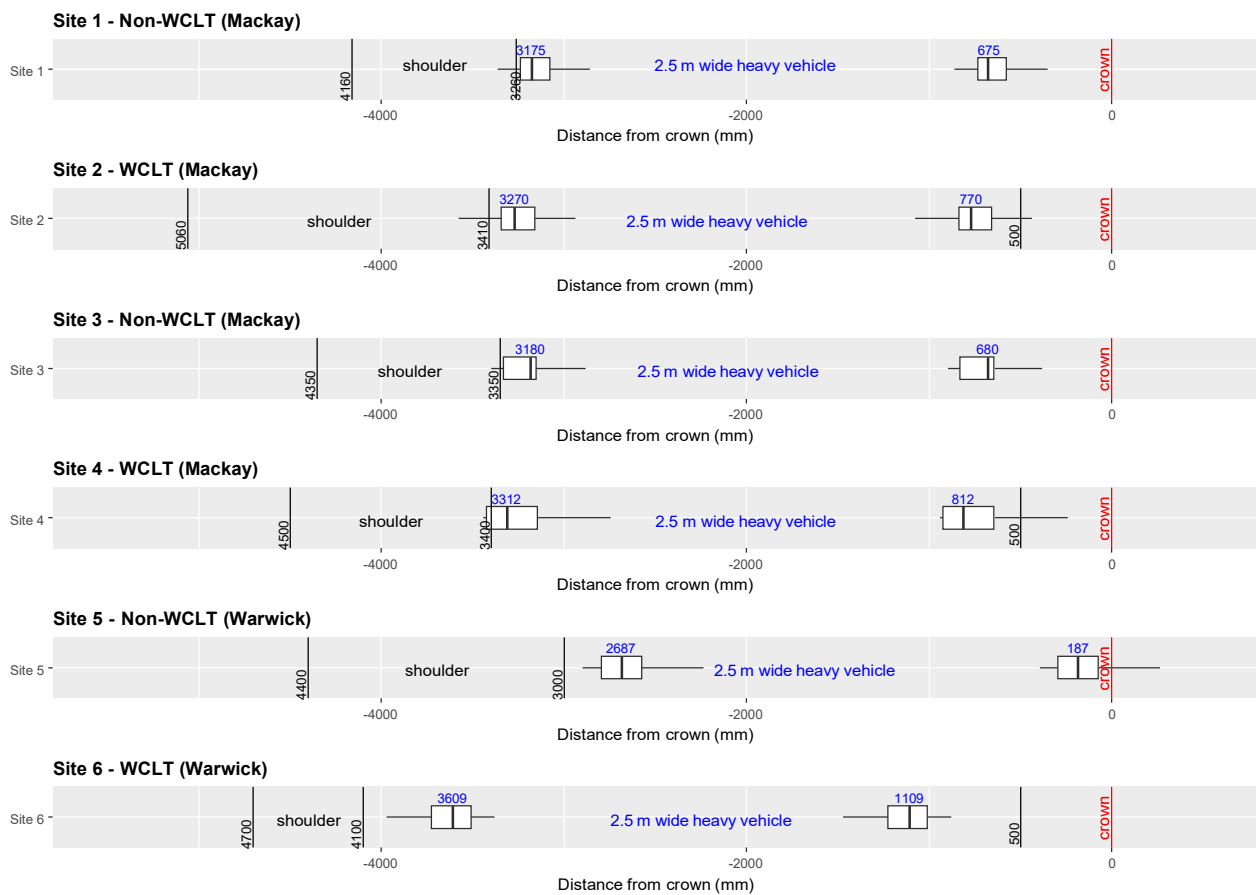 Site 1 - Non-WCLT (Mackay)
Site 1 4160 shoulder 3260 3175 2.5 m wide heavy vehicle 675 crown
-4000 -2000 0
Distance from crown (mm)
Site 2 - WCLT (Mackay)
Site 2 5060 shoulder 3410 3270 2.5 m wide heavy vehicle 770 500 crown
-4000 -2000 0
Distance from crown (mm)
Site 3 - Non-WCLT (Mackay)
Site 3 4350 shoulder 3350 3180 2.5 m wide heavy vehicle 680 crown
-4000 -2000 0
Distance from crown (mm)
Site 4 - WCLT (Mackay)
Site 4 4500 shoulder 3400 3312 2.5 m wide heavy vehicle 812 500 crown
-4000 -2000 0
Distance from crown (mm)
Site 5 - Non-WCLT (Warwick)
Site 5 4400 shoulder 3000 2687 2.5 m wide heavy vehicle 187 crown
-4000 -2000 0
Distance from crown (mm)
Site 6 - WCLT (Warwick)
Site 6 4700 shoulder 4100 3609 2.5 m wide heavy vehicle 1109 500 crown
-4000 -2000 0
Distance from crown (mm)